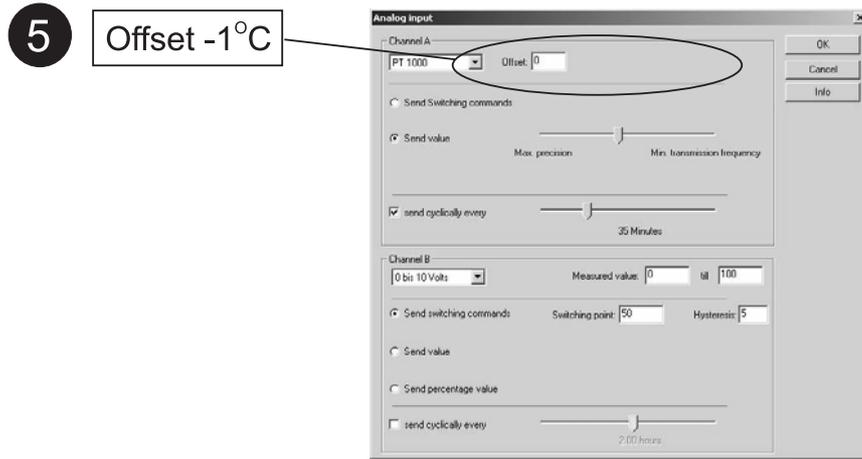 5
Offset -1°C
Analog input
Channel A
PT 1000 Offset: 0
Send Switching commands
Send value
Max. precision Min. transmission frequency
send cyclically every
35 Minutes
Channel B
0 bis 10 Volts Measured value: 0 till 100
Send switching commands Switching point: 50 Hysteresis: 5
Send value
Send percentage value
send cyclically every
2.00 hours
OK
Cancel
Info